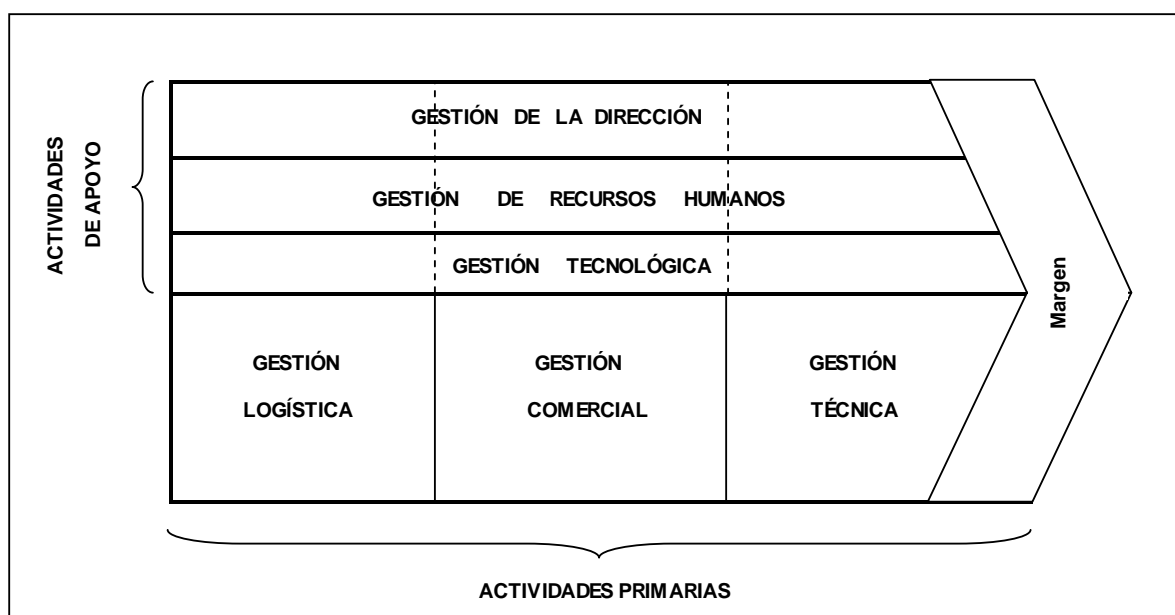 ACTIVIDADES
DE APOYO
GESTIÓN DE LA DIRECCIÓN
GESTIÓN DE RECURSOS HUMANOS
GESTIÓN TECNOLÓGICA
GESTIÓN
LOGÍSTICA
GESTIÓN
COMERCIAL
GESTIÓN
TÉCNICA
Margen
ACTIVIDADES PRIMARIAS